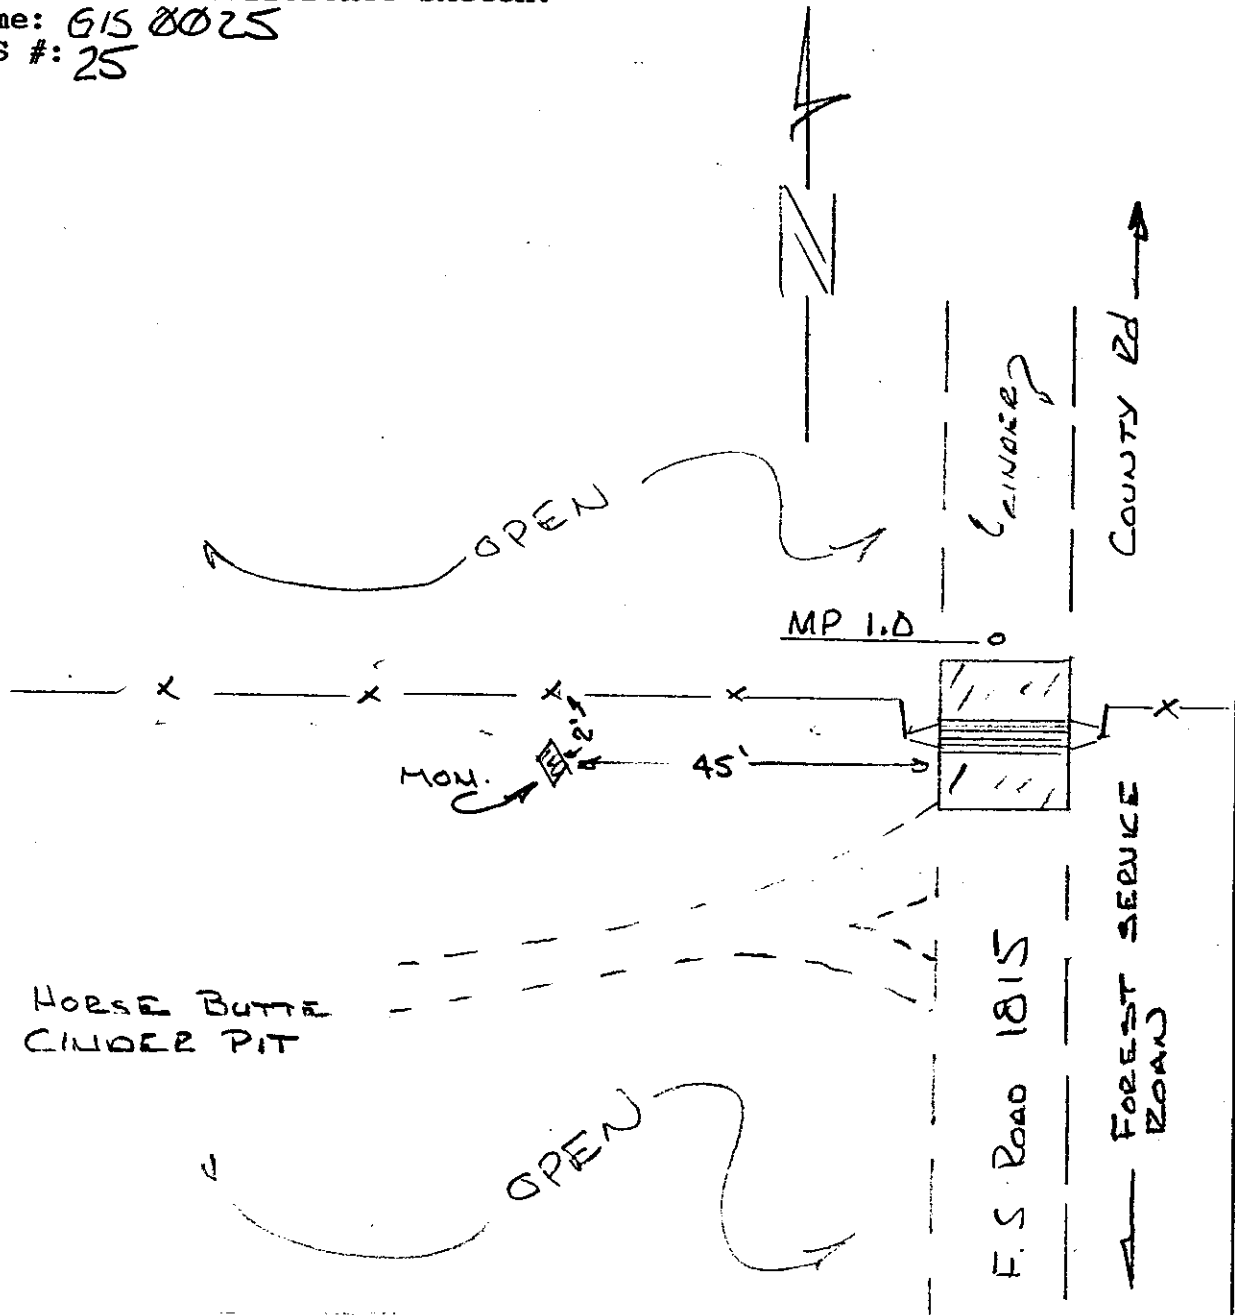 me: GIS 0025
S #: 25
N
COUNTY Rd
CINDER
OPEN
MP 1.0
2'
45'
MON.
HORSE BUTTE
CINDER PIT
F.S. ROAD 1815
FOREST SERVICE
ROAD
OPEN